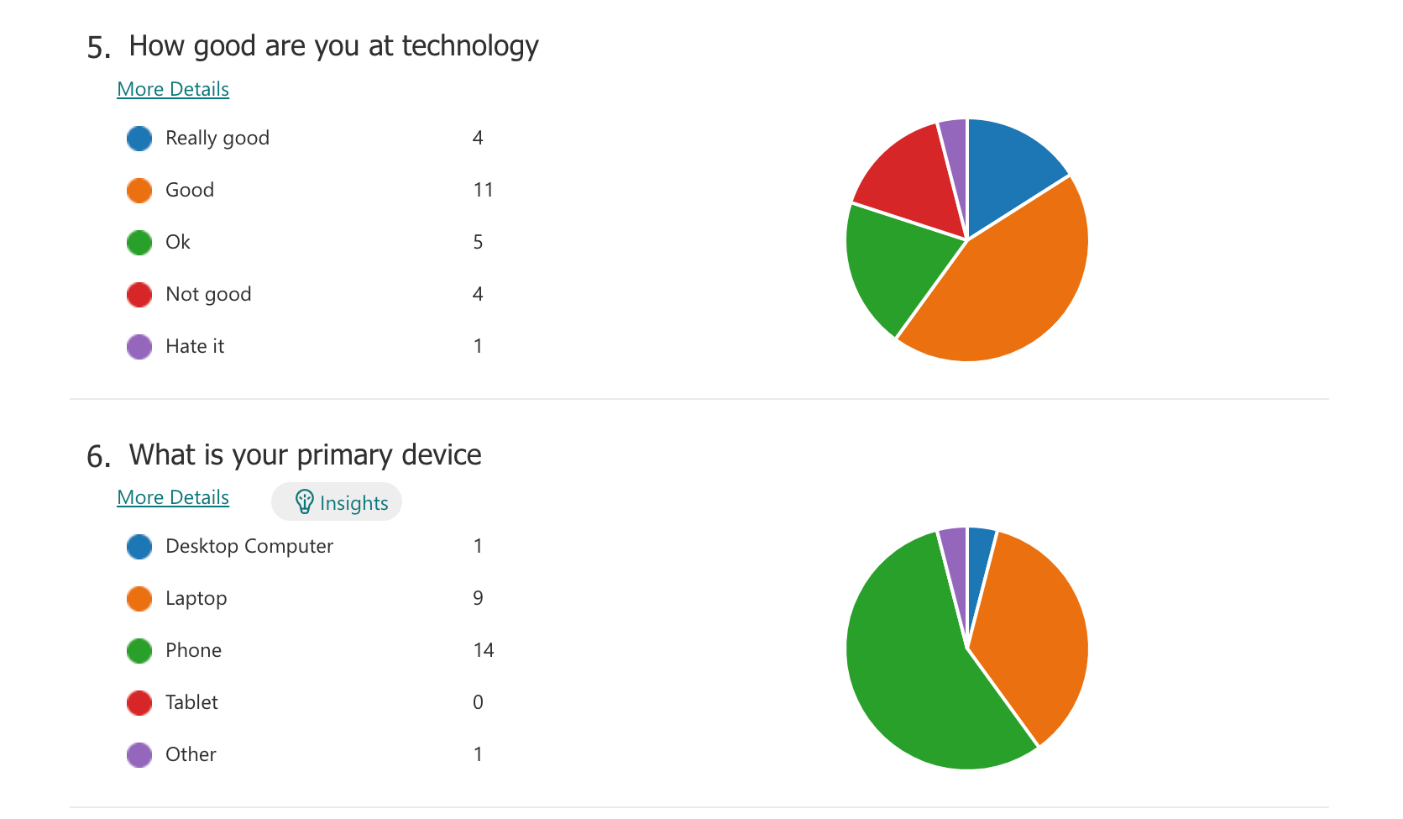 5. How good are you at technology
More Details
Really good 4
Good 11
Ok 5
Not good 4
Hate it 1
6. What is your primary device
More Details Insights
Desktop Computer 1
Laptop 9
Phone 14
Tablet 0
Other 1